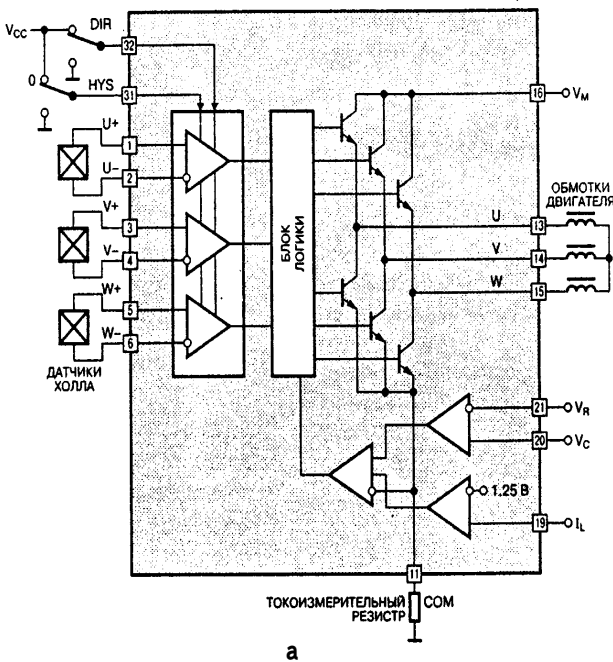 VCC
DIR
32
0
HYS
31
U+
1
U−
2
V+
3
V−
4
W+
5
W−
6
ДАТЧИКИ
ХОЛЛА
БЛОК
ЛОГИКИ
16
VM
ОБМОТКИ
ДВИГАТЕЛЯ
U
13
V
14
W
15
21
VR
20
VC
1.25 В
19
IL
11
ТОКОИЗМЕРИТЕЛЬНЫЙ
РЕЗИСТР
COM
а